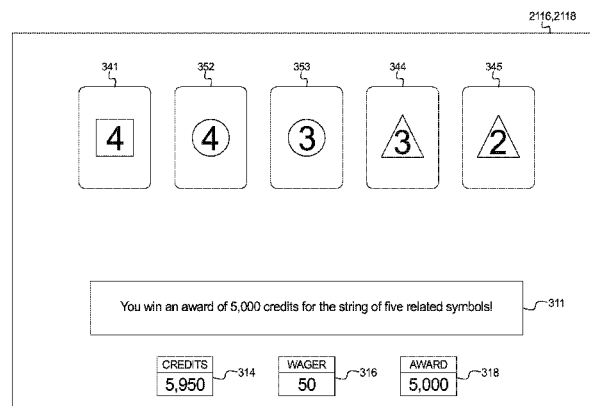 2116,2118
341 352 353 344 345
4 4 3 3 2
You win an award of 5,000 credits for the string of five related symbols!
311
CREDITS WAGER AWARD
5,950 314 50 316 5,000 318